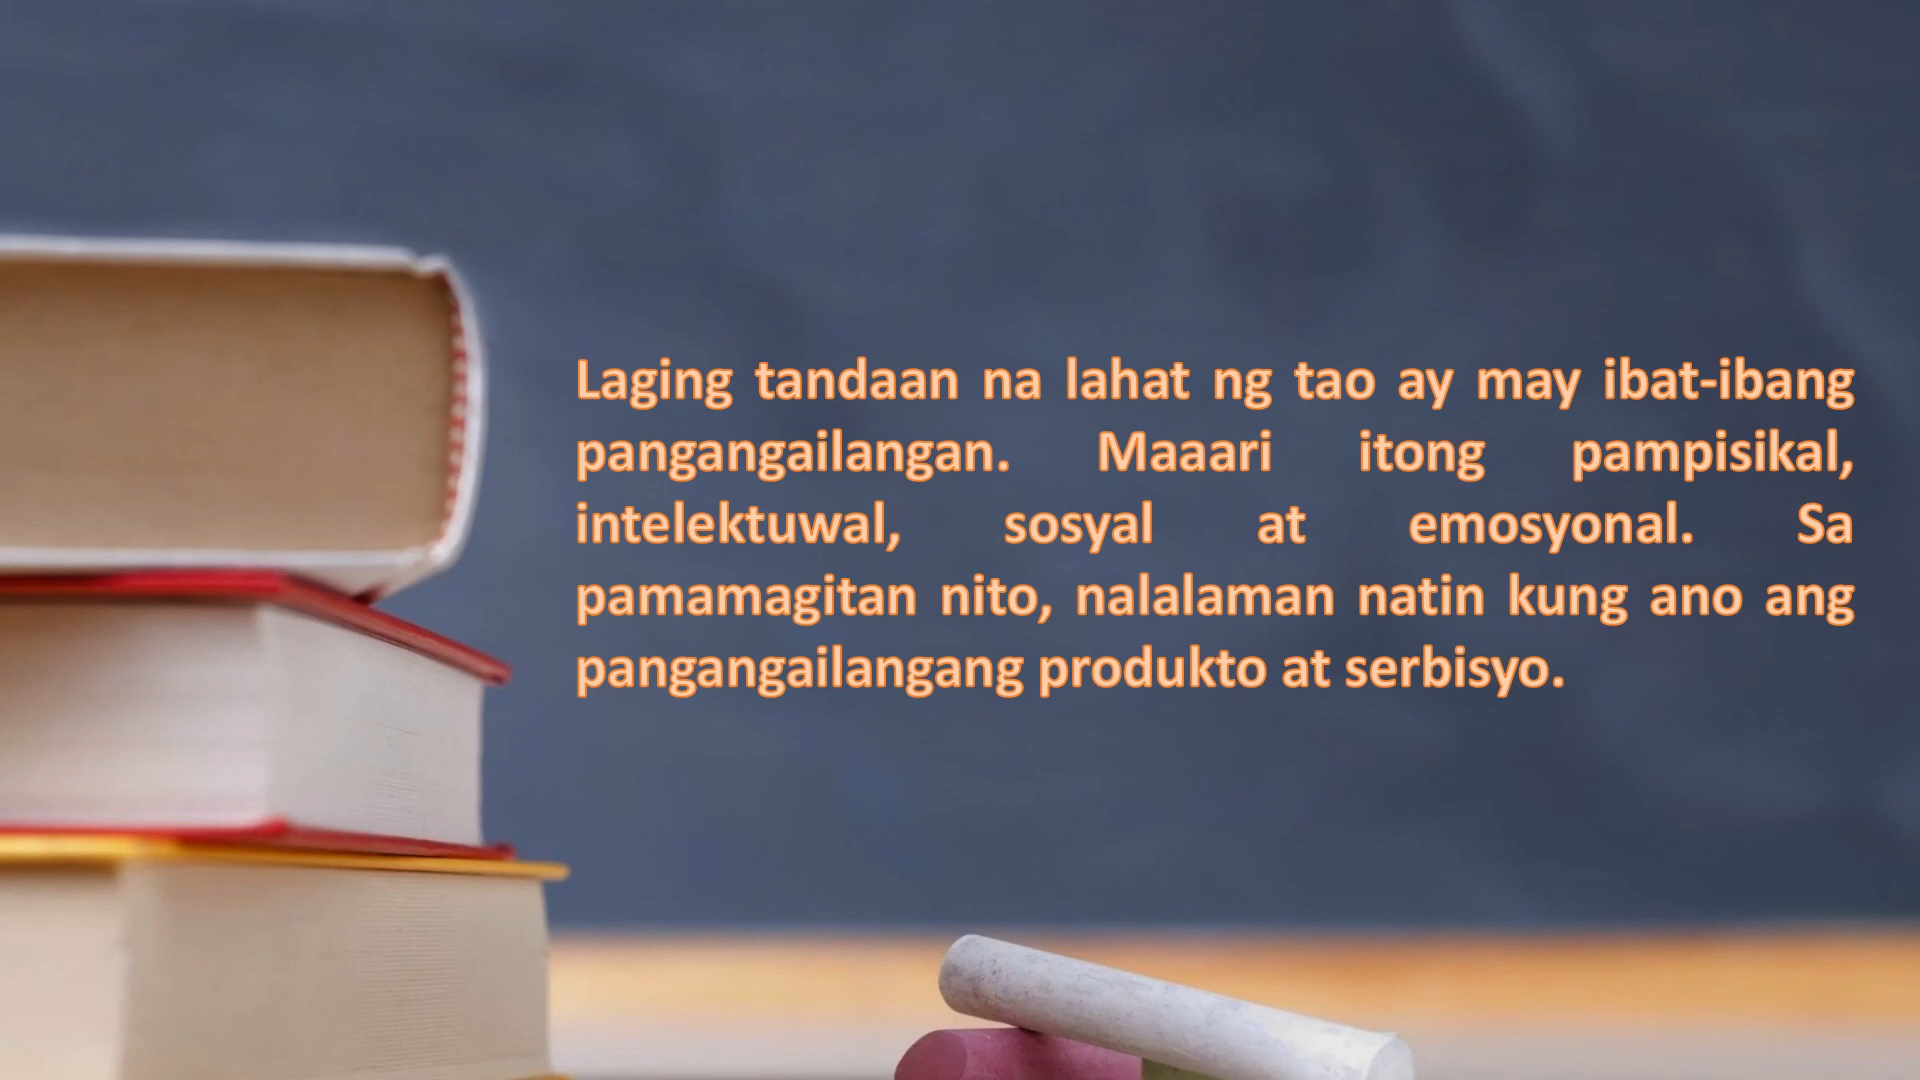 Laging tandaan na lahat ng tao ay may ibat-ibang
pangangailangan. Maaari itong pampisikal,
intelektuwal, sosyal at emosyonal. Sa
pamamagitan nito, nalalaman natin kung ano ang
pangangailangang produkto at serbisyo.